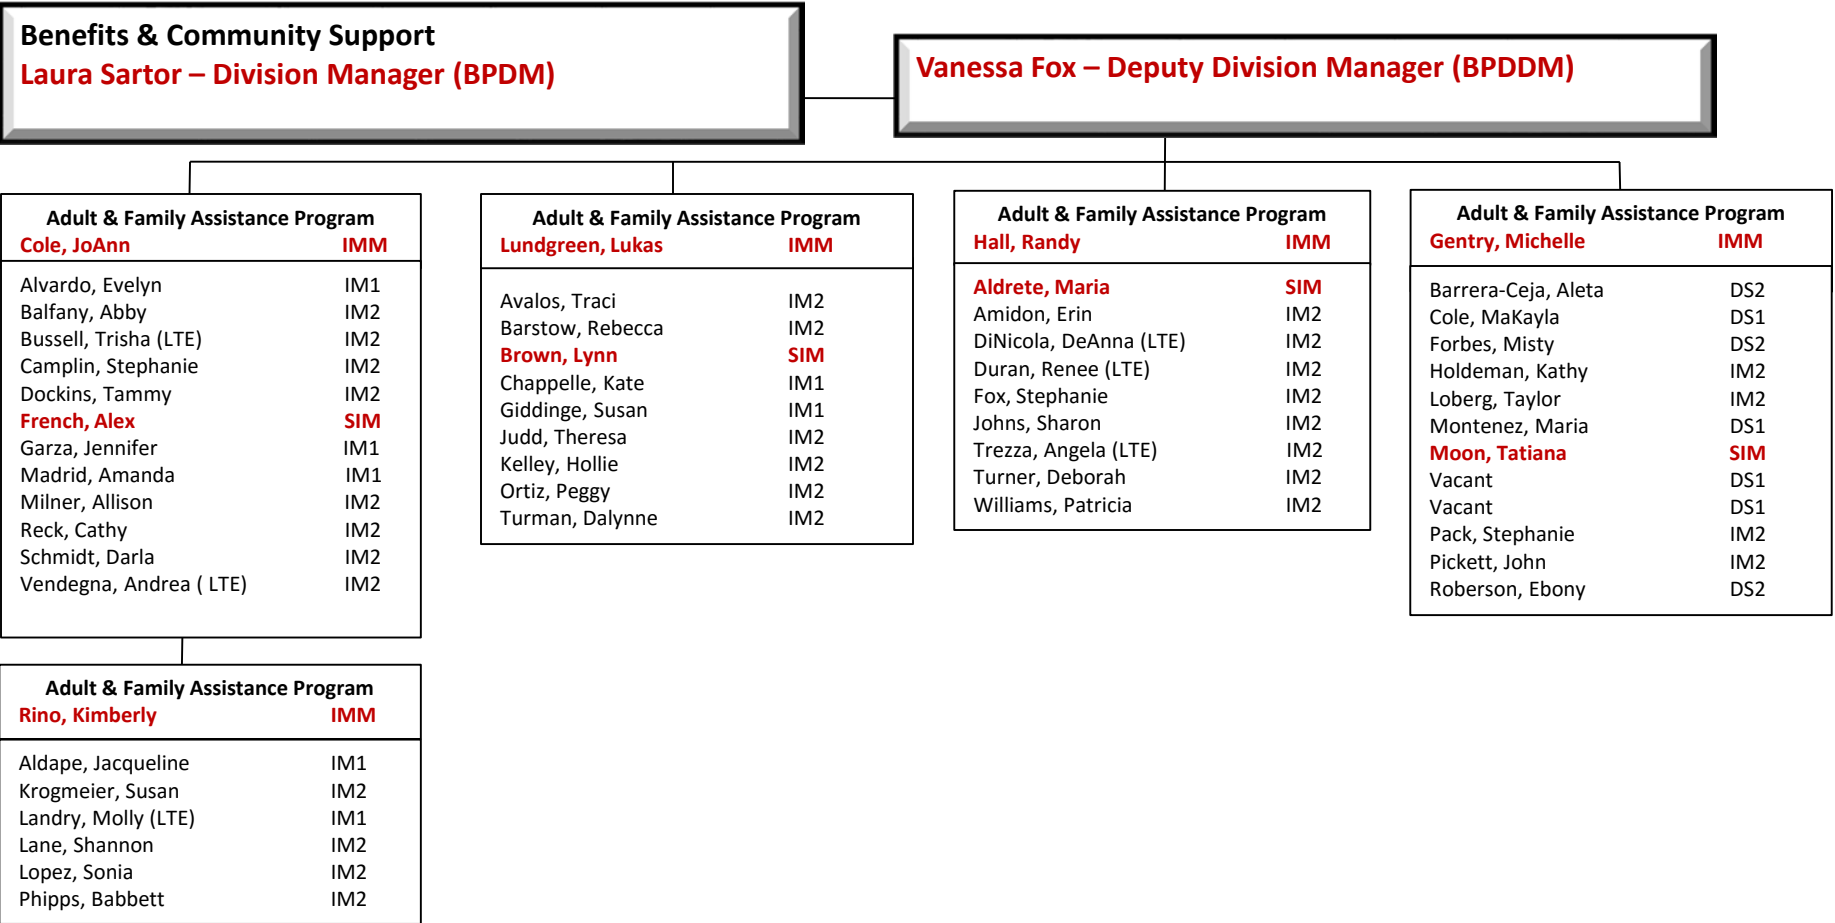 Benefits & Community Support
Laura Sartor – Division Manager (BPDM)
Vanessa Fox – Deputy Division Manager (BPDDM)
Adult & Family Assistance Program
Cole, JoAnn IMM
Alvardo, Evelyn IM1
Balfany, Abby IM2
Bussell, Trisha (LTE) IM2
Camplin, Stephanie IM2
Dockins, Tammy IM2
French, Alex SIM
Garza, Jennifer IM1
Madrid, Amanda IM1
Milner, Allison IM2
Reck, Cathy IM2
Schmidt, Darla IM2
Vendegna, Andrea ( LTE) IM2
Adult & Family Assistance Program
Lundgreen, Lukas IMM
Avalos, Traci IM2
Barstow, Rebecca IM2
Brown, Lynn SIM
Chappelle, Kate IM1
Giddinge, Susan IM1
Judd, Theresa IM2
Kelley, Hollie IM2
Ortiz, Peggy IM2
Turman, Dalynne IM2
Adult & Family Assistance Program
Hall, Randy IMM
Aldrete, Maria SIM
Amidon, Erin IM2
DiNicola, DeAnna (LTE) IM2
Duran, Renee (LTE) IM2
Fox, Stephanie IM2
Johns, Sharon IM2
Trezza, Angela (LTE) IM2
Turner, Deborah IM2
Williams, Patricia IM2
Adult & Family Assistance Program
Gentry, Michelle IMM
Barrera-Ceja, Aleta DS2
Cole, MaKayla DS1
Forbes, Misty DS2
Holdeman, Kathy IM2
Loberg, Taylor IM2
Montenez, Maria DS1
Moon, Tatiana SIM
Vacant DS1
Vacant DS1
Pack, Stephanie IM2
Pickett, John IM2
Roberson, Ebony DS2
Adult & Family Assistance Program
Rino, Kimberly IMM
Aldape, Jacqueline IM1
Krogmeier, Susan IM2
Landry, Molly (LTE) IM1
Lane, Shannon IM2
Lopez, Sonia IM2
Phipps, Babbett IM2